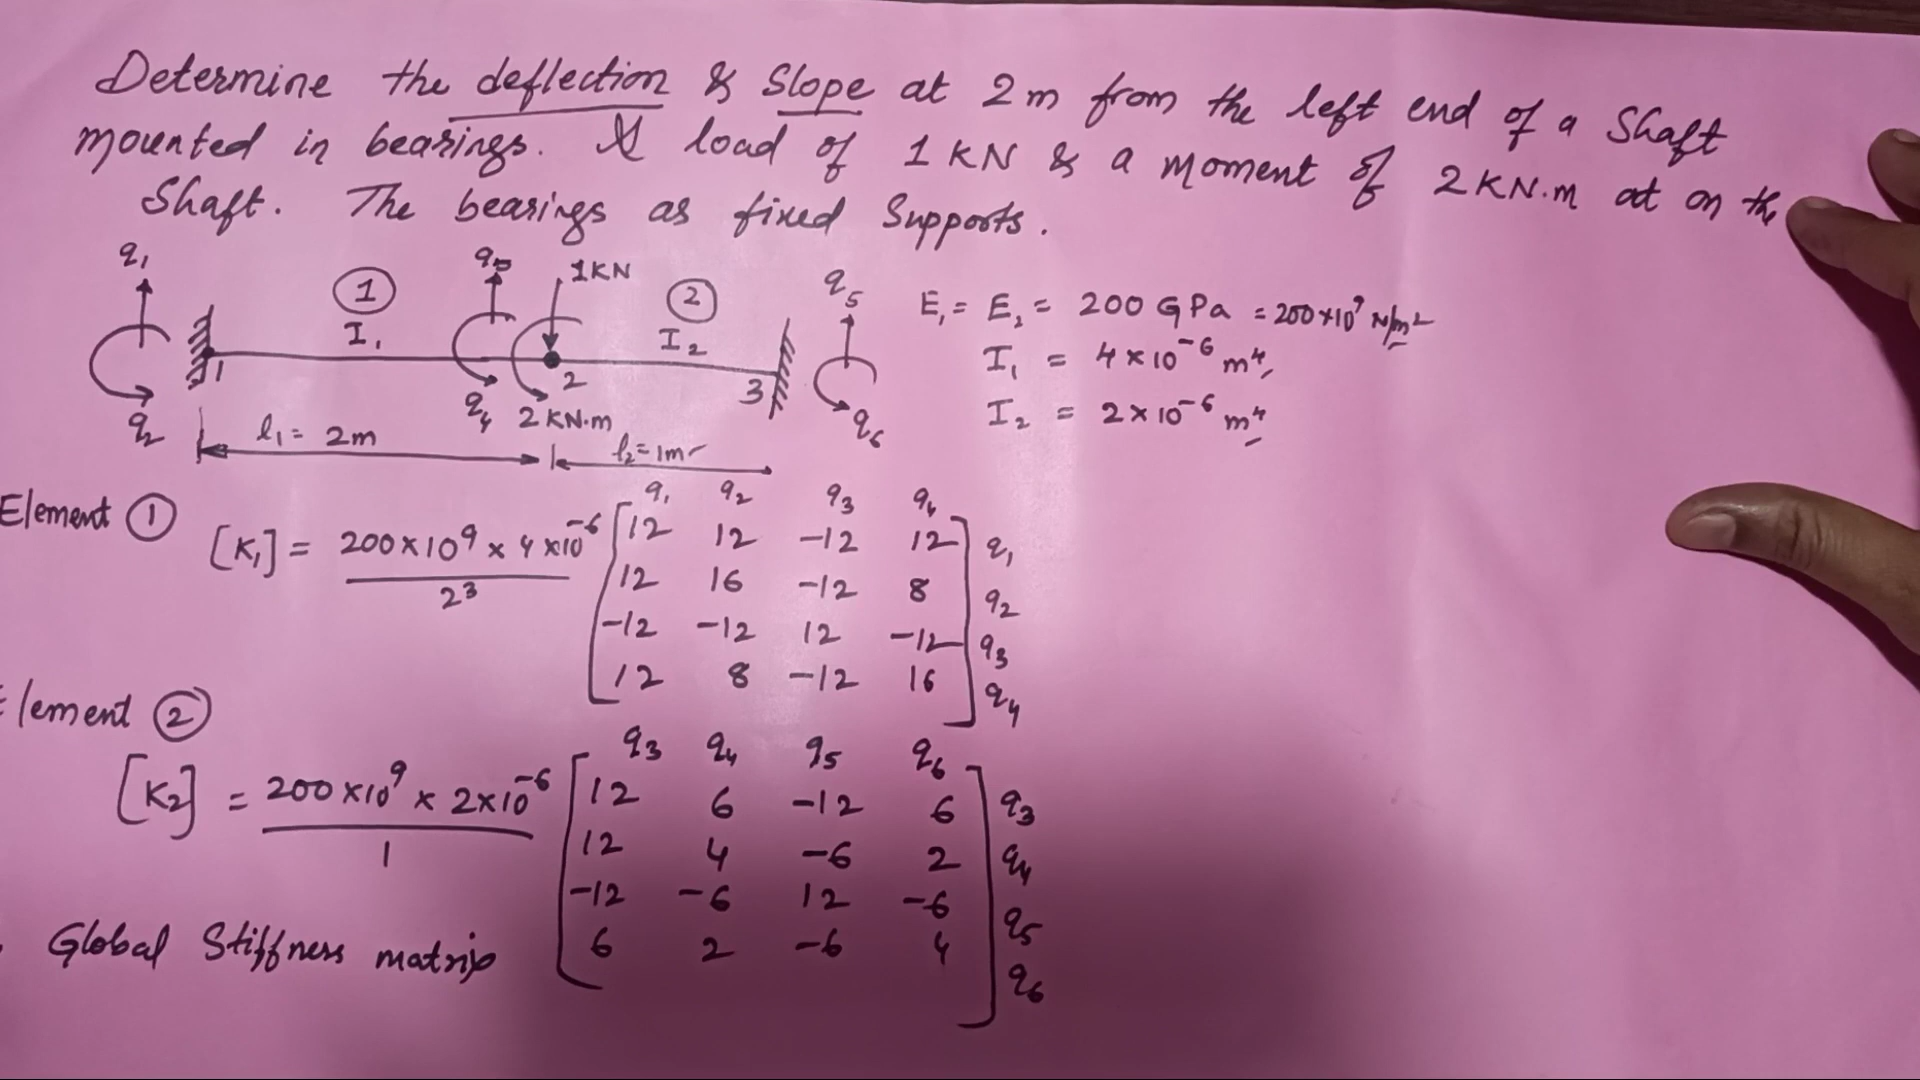 Determine the deflection & Slope at 2m from the left end of a Shaft
mounted in bearings. A load of 1 KN & a moment of 2 KN.m at on the
Shaft. The bearings as fixed Supports.
q1 q3 1KN q5
1 I1 2 I2
E1 = E2 = 200 GPa = 200×10^9 N/m2
I1 = 4×10^-6 m4
I2 = 2×10^-6 m4
1 2 3
q2 q4 2 KN.m q6
l1 = 2m l2 = 1m
Element 1
q1 q2 q3 q4
[K1] = 200×10^9 × 4×10^-6 / 2^3
12 12 -12 12 q1
12 16 -12 8 q2
-12 -12 12 -12 q3
12 8 -12 16 q4
Element 2
q3 q4 q5 q6
[K2] = 200×10^9 × 2×10^-6 / 1
12 6 -12 6 q3
12 4 -6 2 q4
-12 -6 12 -6 q5
6 2 -6 4 q6
Global Stiffness matrix